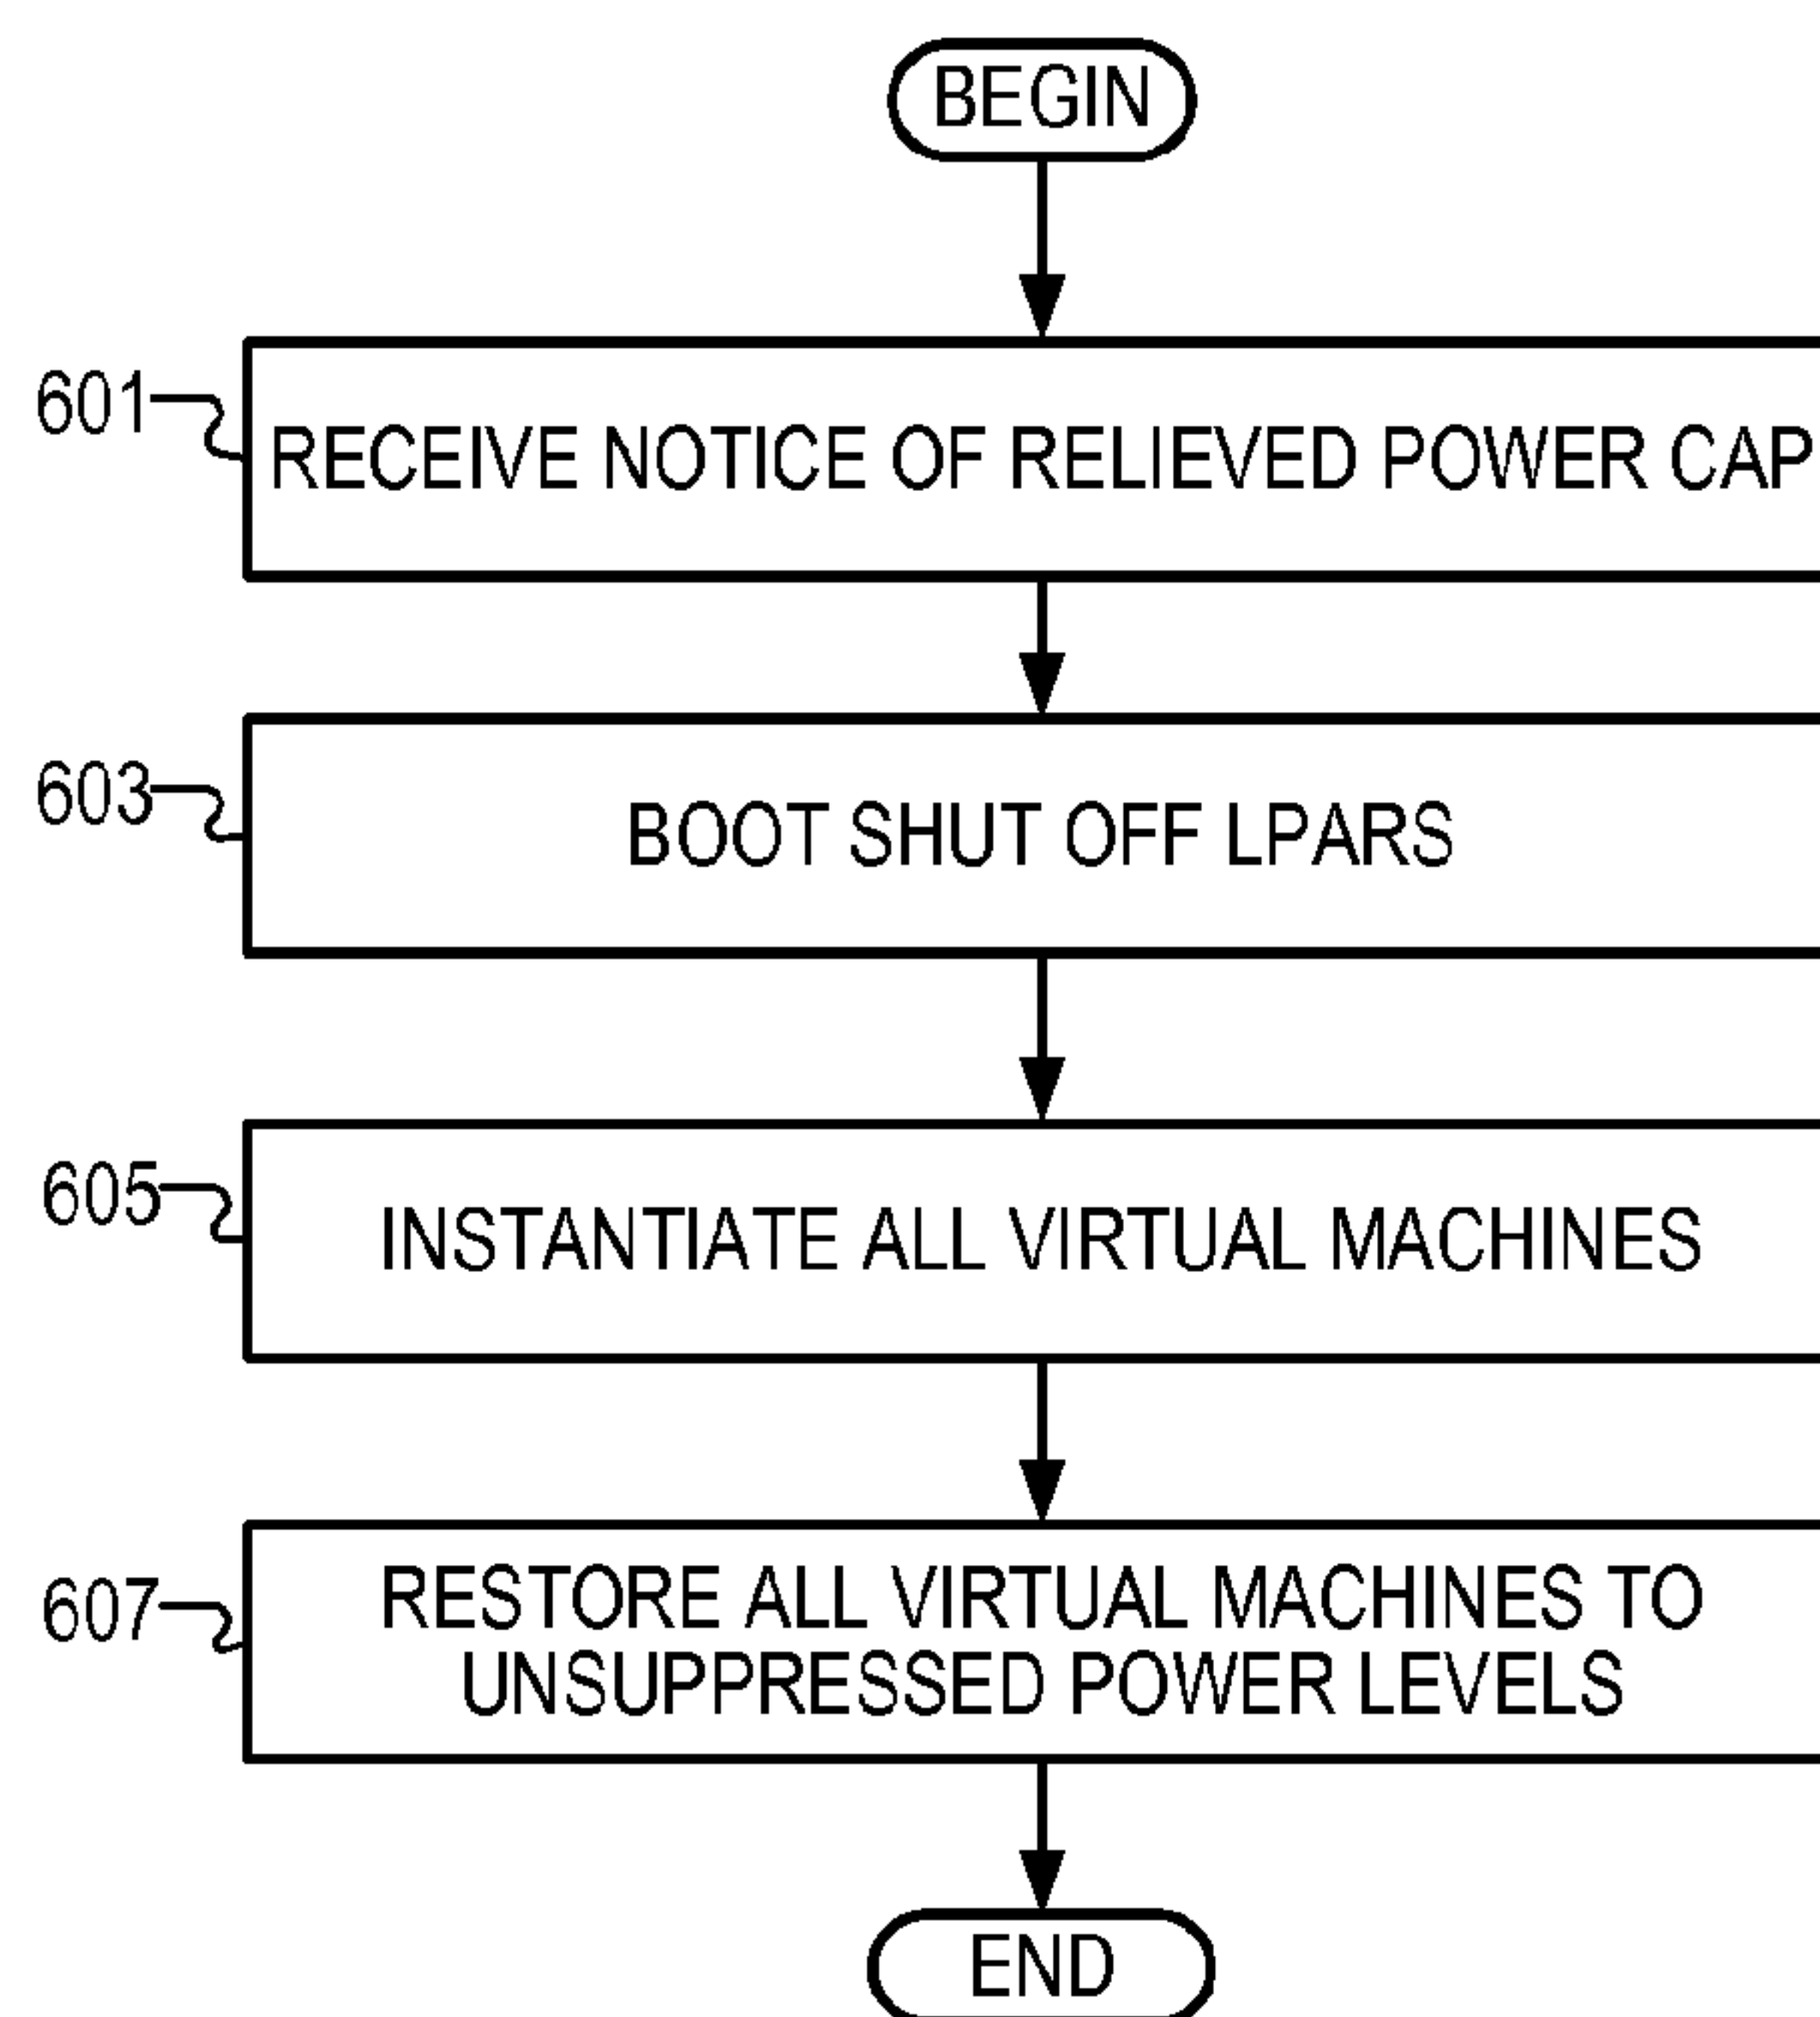 BEGIN
601
RECEIVE NOTICE OF RELIEVED POWER CAP
603
BOOT SHUT OFF LPARS
605
INSTANTIATE ALL VIRTUAL MACHINES
607
RESTORE ALL VIRTUAL MACHINES TO
UNSUPPRESSED POWER LEVELS
END